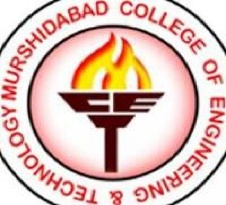 MURSHIDABAD COLLEGE OF ENGINEERING & TECHNOLOGY
CET